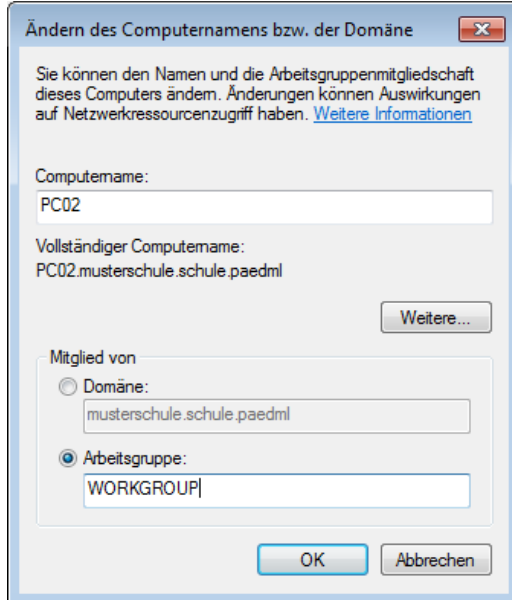 Ändern des Computernamens bzw. der Domäne
Sie können den Namen und die Arbeitsgruppenmitgliedschaft
dieses Computers ändern. Änderungen können Auswirkungen
auf Netzwerkressourcenzugriff haben. Weitere Informationen
Computername:
PC02
Vollständiger Computername:
PC02.musterschule.schule.paedml
Weitere...
Mitglied von
Domäne:
musterschule.schule.paedml
Arbeitsgruppe:
WORKGROUP
OK Abbrechen